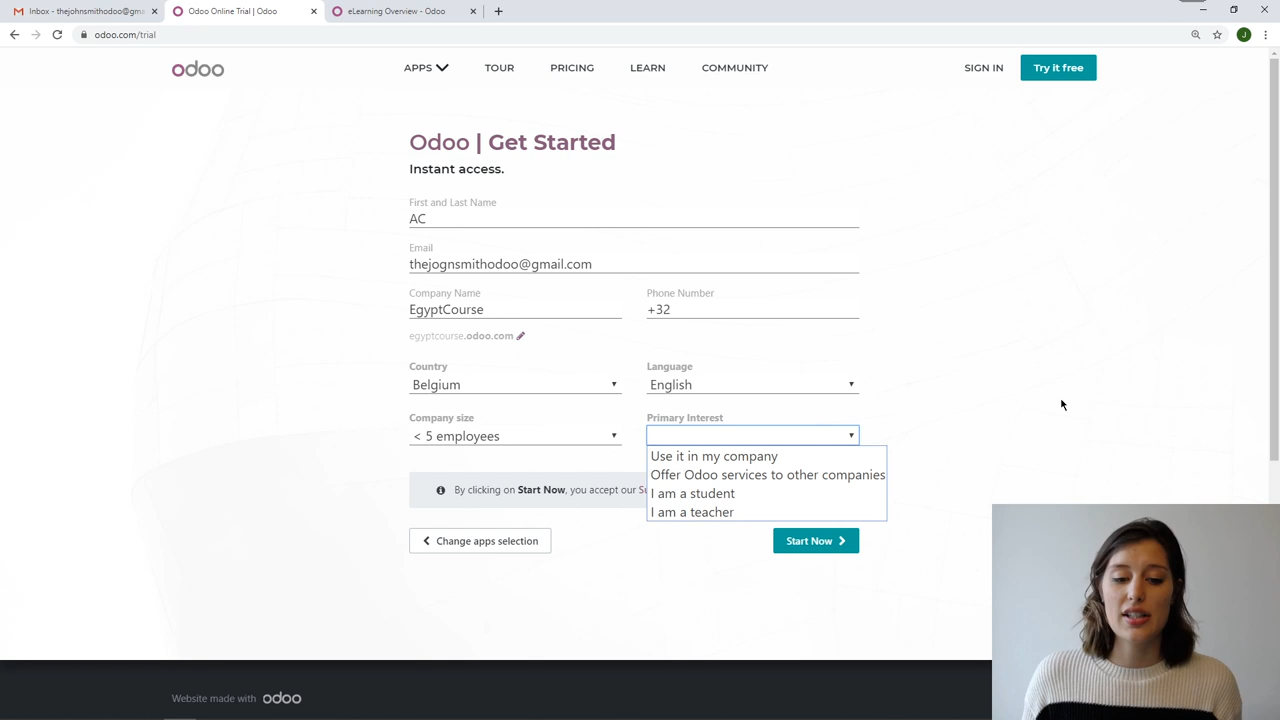 Inbox - thejohnsmithodoo@gma
Odoo Online Trial | Odoo
eLearning Overview - Odoo
odoo.com/trial
J
odoo
APPS
TOUR
PRICING
LEARN
COMMUNITY
SIGN IN
Try it free
Odoo | Get Started
Instant access.
First and Last Name
AC
Email
thejognsmithodoo@gmail.com
Company Name
Phone Number
EgyptCourse
+32
egyptcourse.odoo.com
Country
Language
Belgium
English
Company size
Primary Interest
< 5 employees
Use it in my company
Offer Odoo services to other companies
I am a student
I am a teacher
By clicking on Start Now, you accept our
Change apps selection
Start Now
Website made with odoo